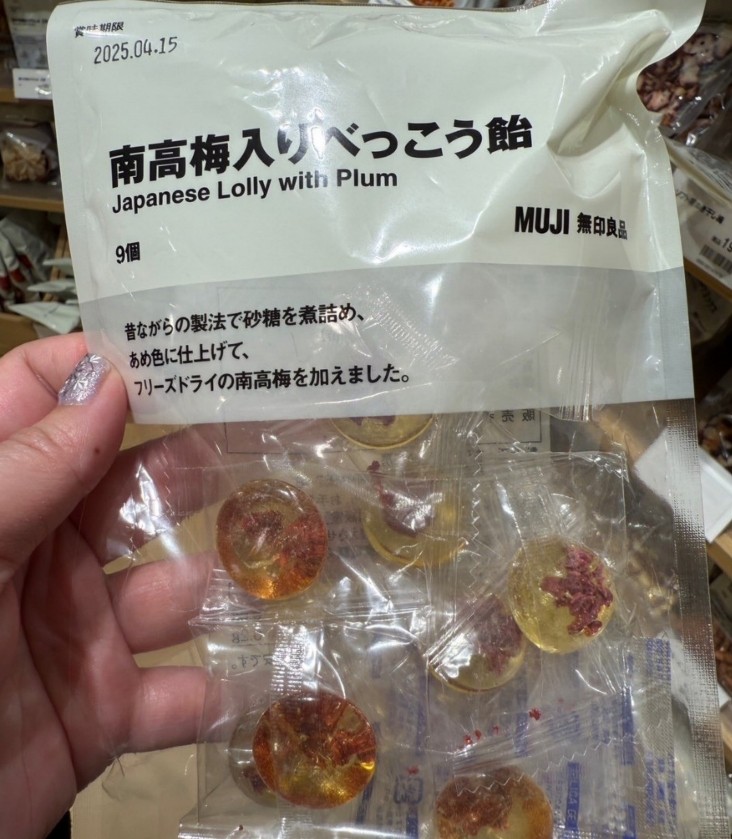 賞味期限
2025.04.15
南高梅入りべっこう飴
Japanese Lolly with Plum
MUJI 無印良品
9個
昔ながらの製法で砂糖を煮詰め、
あめ色に仕上げて、
フリーズドライの南高梅を加えました。